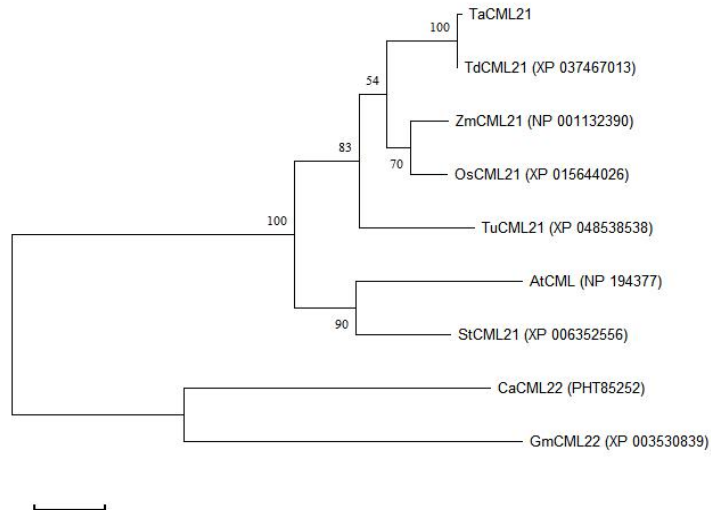 TaCML21
100
TdCML21 (XP 037467013)
54
ZmCML21 (NP 001132390)
83
70
OsCML21 (XP 015644026)
100
TuCML21 (XP 048538538)
AtCML (NP 194377)
90
StCML21 (XP 006352556)
CaCML22 (PHT85252)
GmCML22 (XP 003530839)